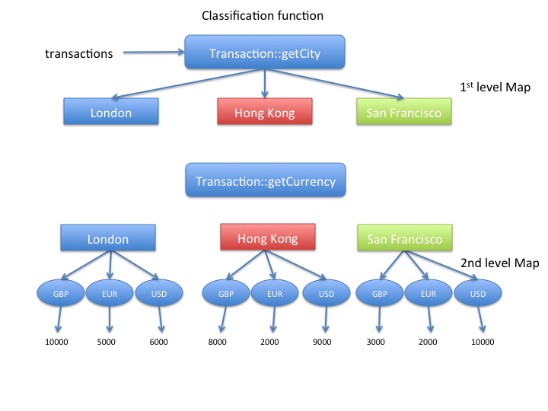 Classification function
transactions
Transaction::getCity
1st level Map
London
Hong Kong
San Francisco
Transaction::getCurrency
London
Hong Kong
San Francisco
2nd level Map
GBP
EUR
USD
GBP
EUR
USD
GBP
EUR
USD
10000
5000
6000
8000
2000
9000
3000
2000
10000